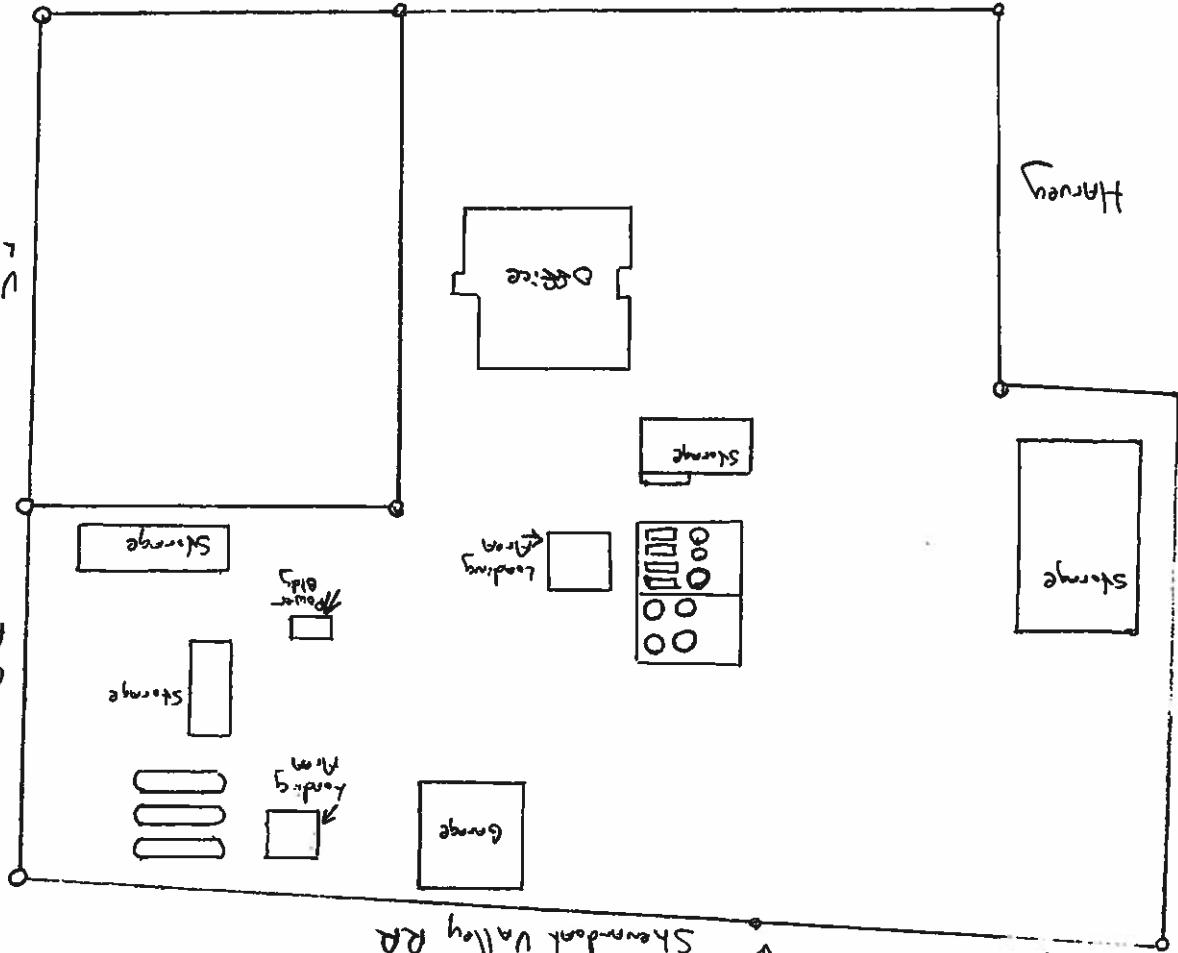 Shenandoah Valley RR
Garage
Loading
Area
Storage
Power
Bldg
Storage
Loading
Area
Storage
Storage
Office
Harvey